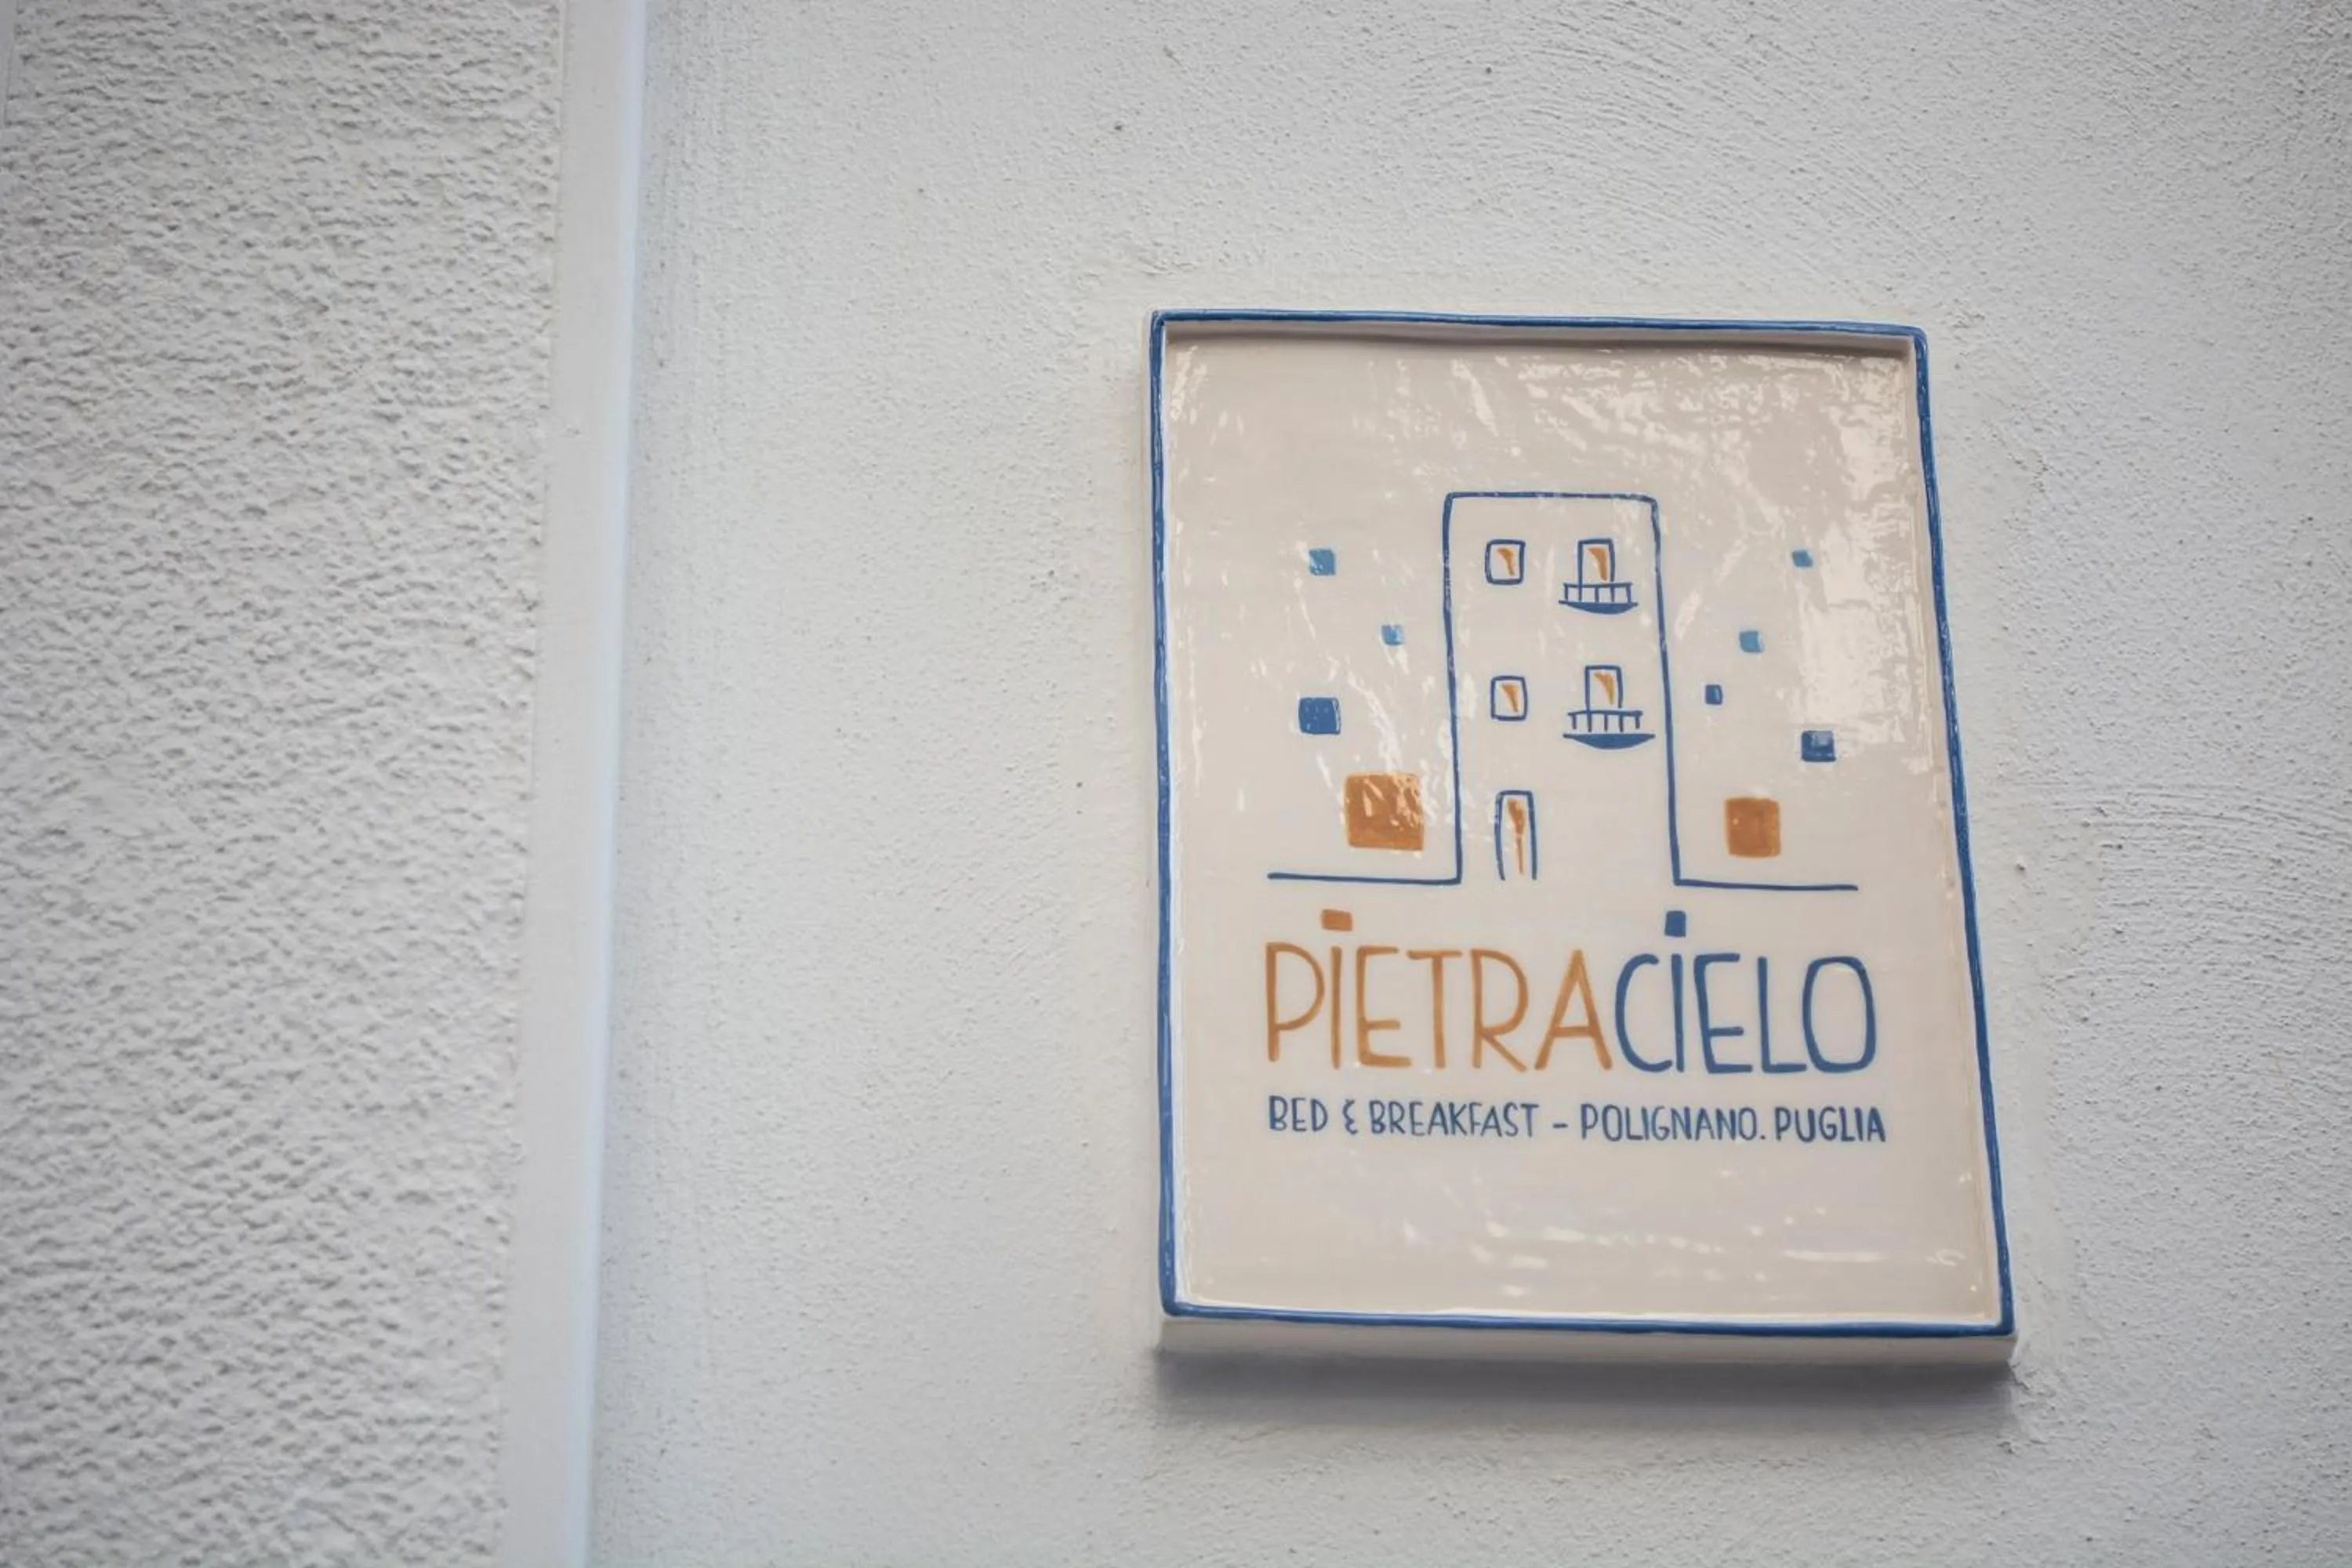 PIETRACIELO
BED & BREAKFAST - POLIGNANO. PUGLIA